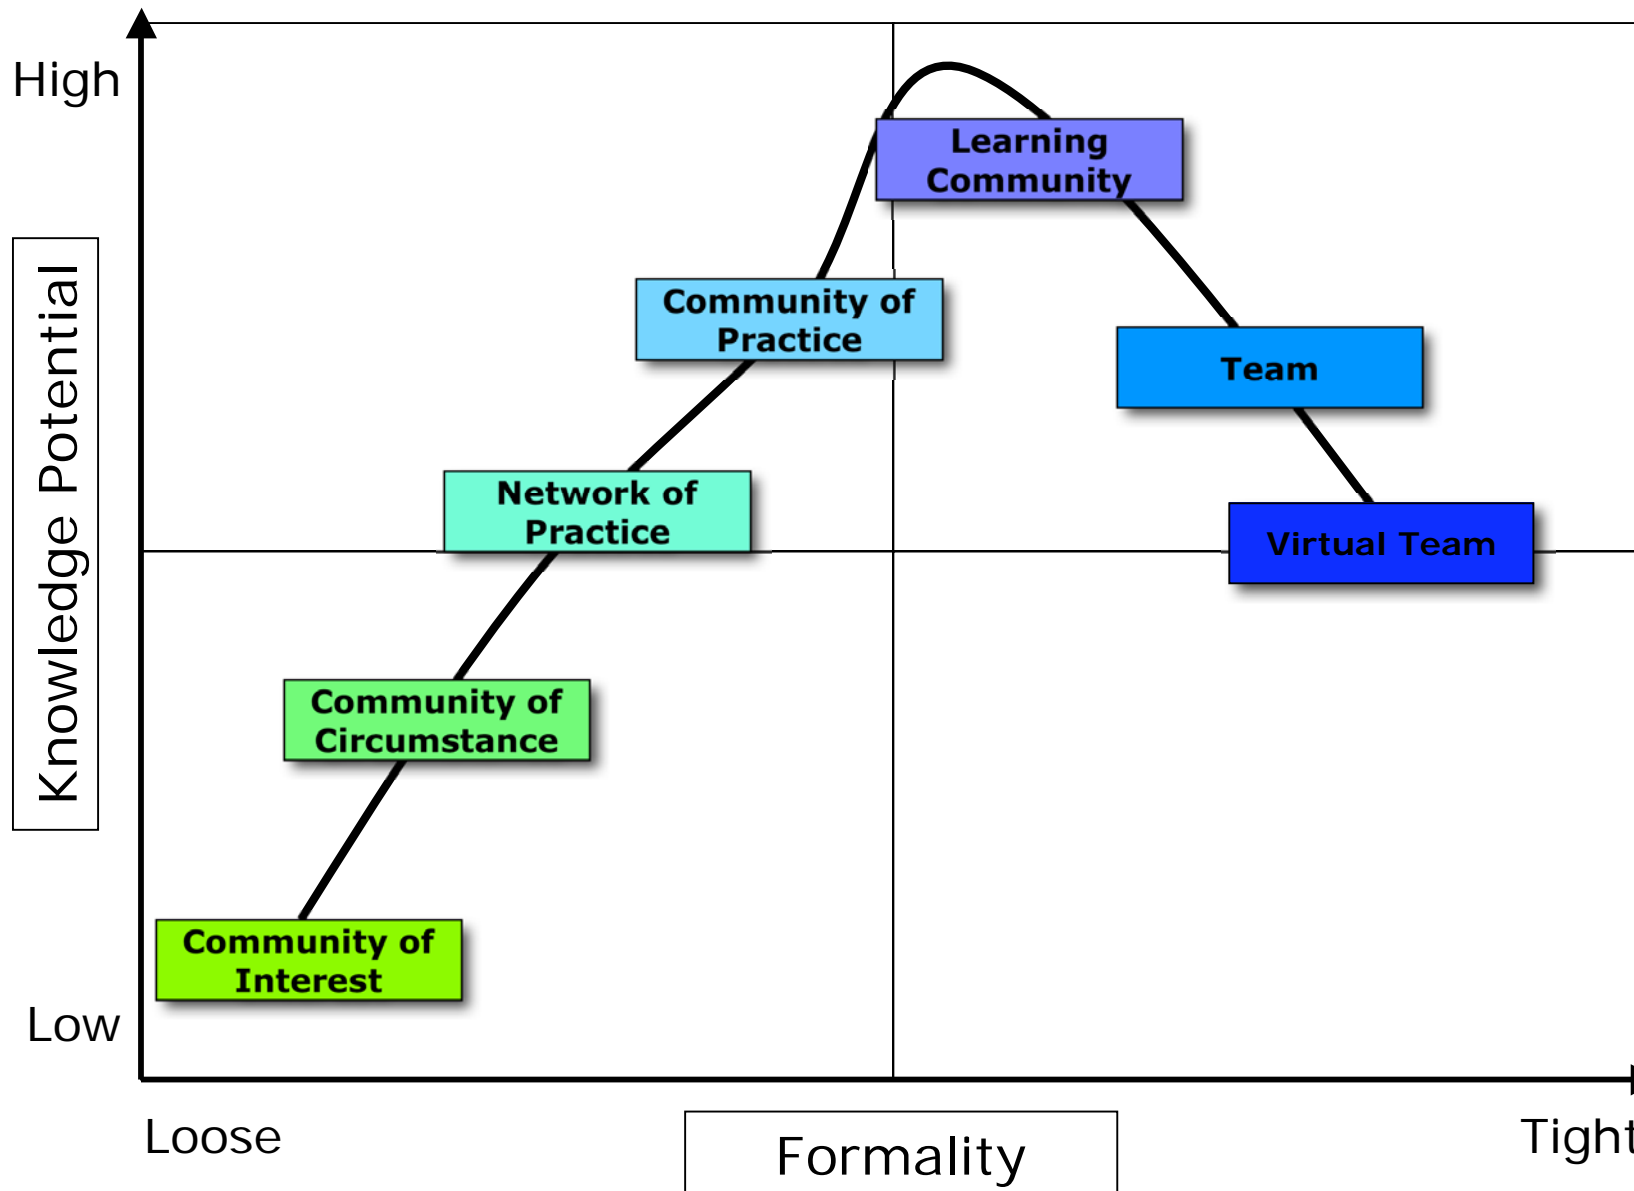 High
Learning
Community
Community of
Practice
Team
Knowledge Potential
Network of
Practice
Virtual Team
Community of
Circumstance
Community of
Interest
Low
Loose
Formality
Tight